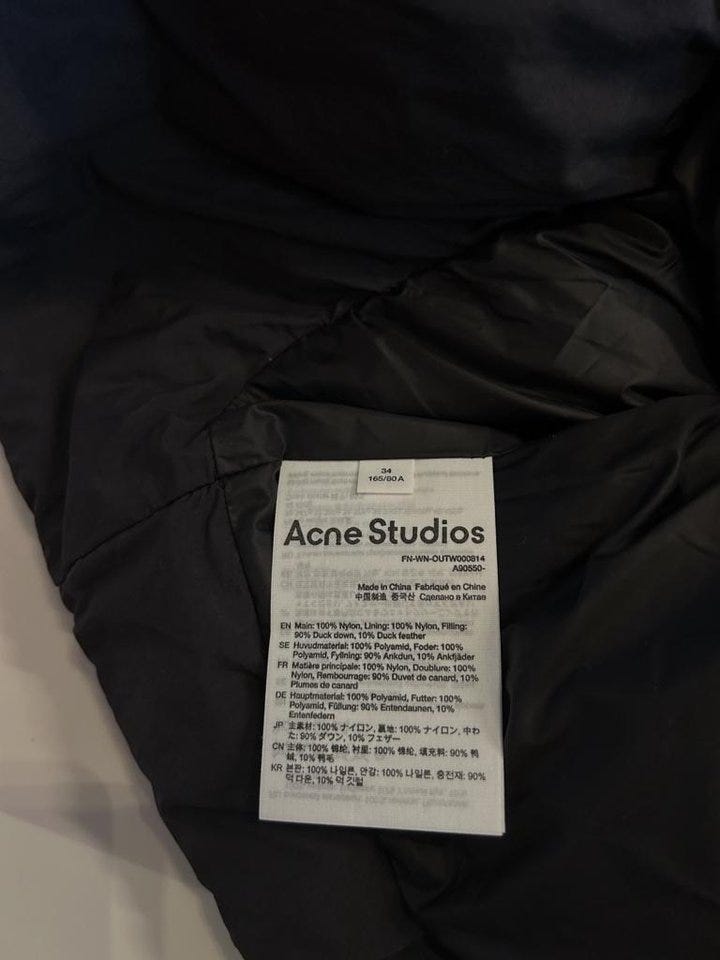 34
165/80A
Acne Studios
FN-WN-OUTW000814
A90550-
Made in China Fabriqué en Chine
中国制造 중국산 Сделано в Китае
EN Main: 100% Nylon, Lining: 100% Nylon, Filling:
90% Duck down, 10% Duck feather
SE Huvudmaterial: 100% Polyamid, Foder: 100%
Polyamid, Fyllning: 90% Ankdun, 10% Ankfjäder
FR Matière principale: 100% Nylon, Doublure: 100%
Nylon, Rembourrage: 90% Duvet de canard, 10%
Plumes de canard
DE Hauptmaterial: 100% Polyamid, Futter: 100%
Polyamid, Füllung: 90% Entendaunen, 10%
Entenfedern
JP 主素材: 100% ナイロン, 裏地: 100% ナイロン, 中わ
た: 90% ダウン, 10% フェザー
CN 主体: 100% 锦纶, 衬里: 100% 锦纶, 填充料: 90% 鸭
绒, 10% 鸭毛
KR 본판: 100% 나일론, 안감: 100% 나일론, 충전재: 90%
덕 다운, 10% 덕 깃털